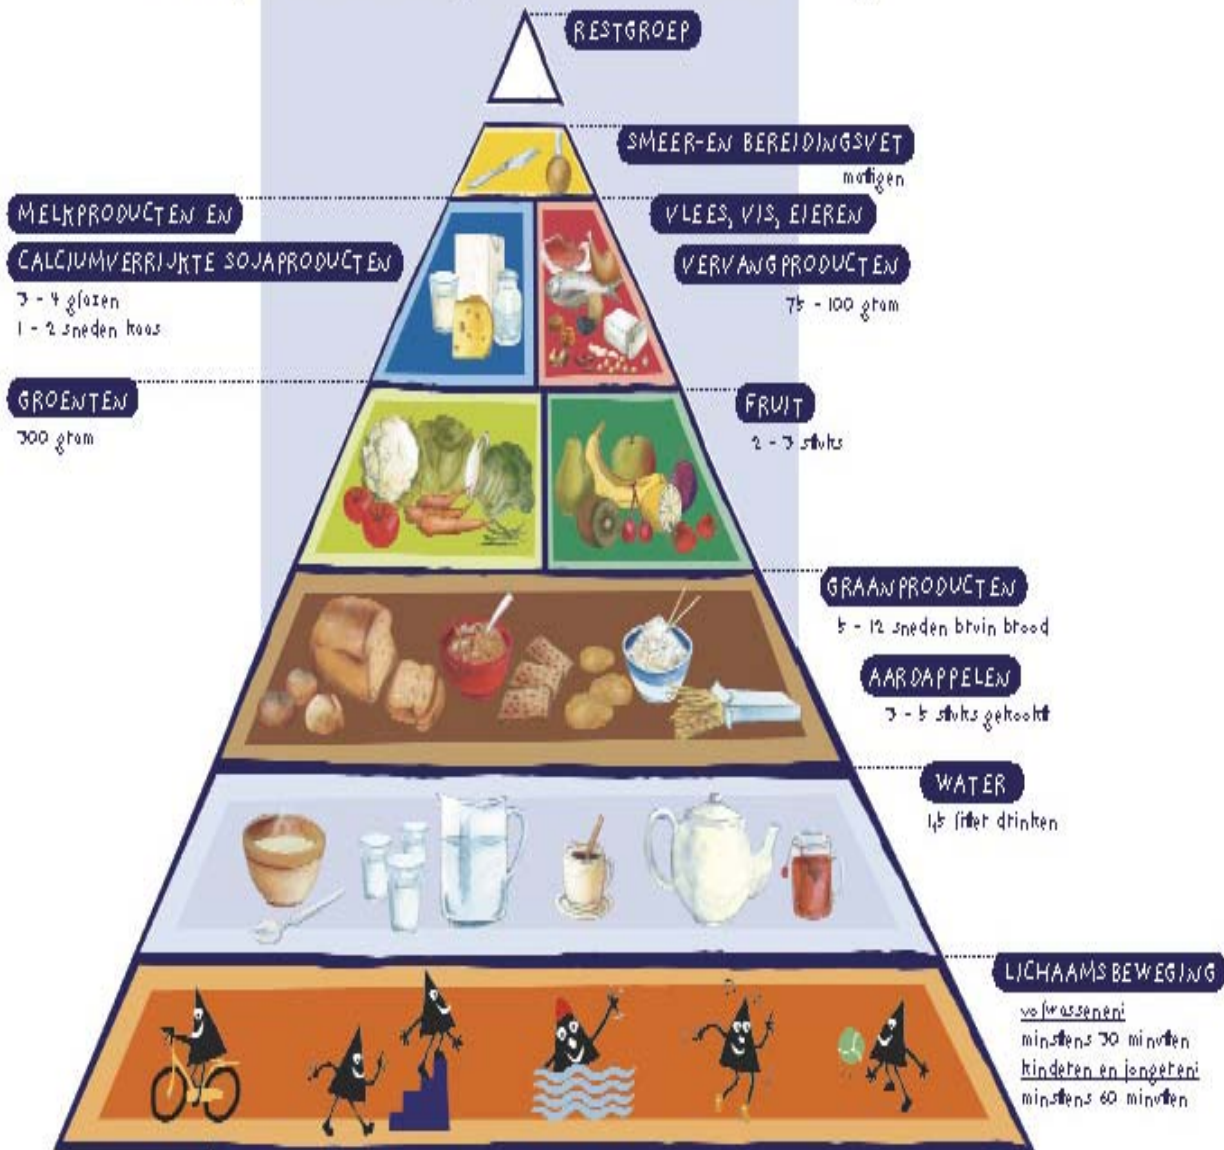 RESTGROEP
SMEER-EN BEREIDINGSVET
matigen
MELKPRODUCTEN EN
CALCIUMVERRIJKTE SOJAPRODUCTEN
3 - 4 glazen
1 - 2 sneden kaas
VLEES, VIS, EIEREN
VERVANGPRODUCTEN
75 - 100 gram
GROENTEN
300 gram
FRUIT
2 - 3 stuks
GRAANPRODUCTEN
5 - 12 sneden bruin brood
AARDAPPELEN
3 - 5 stuks gekookt
WATER
1,5 liter drinken
LICHAAMSBEWEGING
volwassenen:
minstens 30 minuten
kinderen en jongeren:
minstens 60 minuten